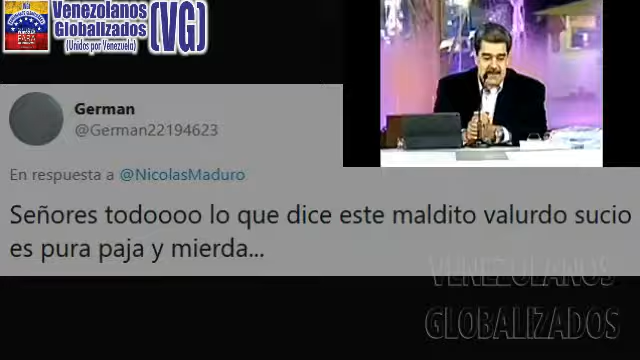 Venezolanos
Globalizados
(Unidos por Venezuela)
(VG)
German
@German22194623
En respuesta a @NicolasMaduro
Señores todoooo lo que dice este maldito valurdo sucio
es pura paja y mierda...
VENEZOLANOS
GLOBALIZADOS